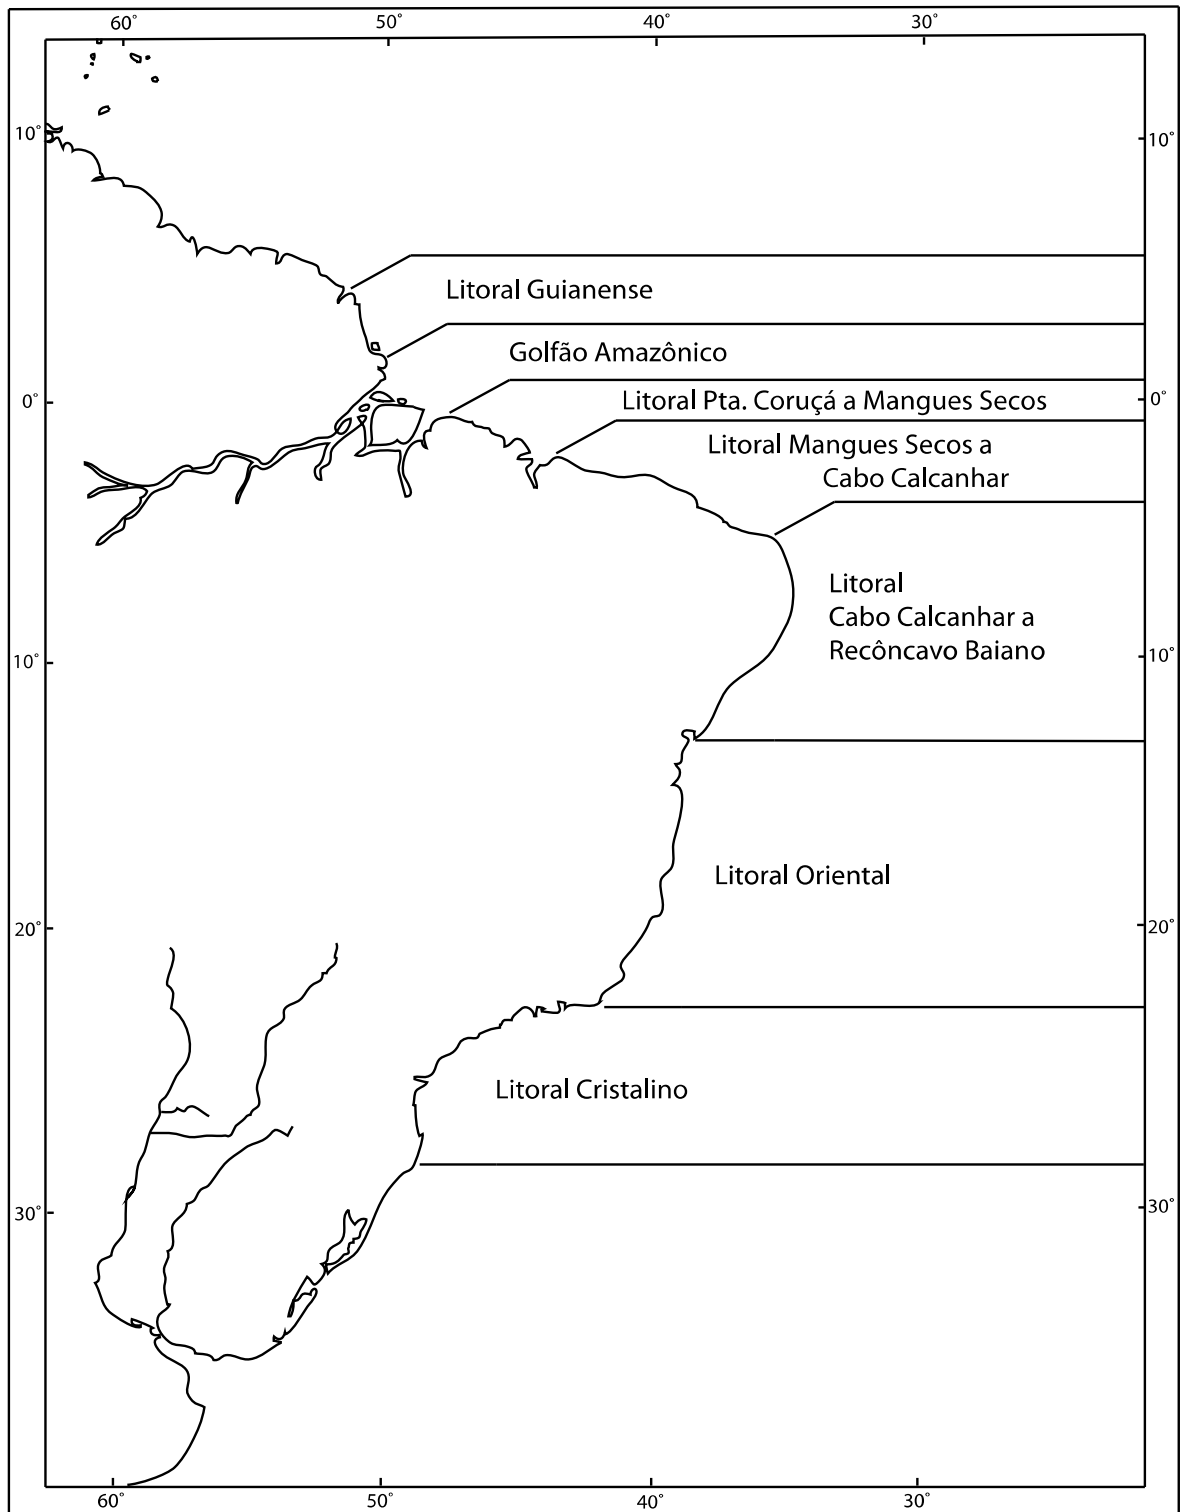 60°
50°
40°
30°
10°
10°
Litoral Guianense
Golfão Amazônico
0°
Litoral Pta. Coruçá a Mangues Secos
0°
Litoral Mangues Secos a
Cabo Calcanhar
Litoral
Cabo Calcanhar a
Recôncavo Baiano
10°
10°
Litoral Oriental
20°
20°
Litoral Cristalino
30°
30°
60°
50°
40°
30°